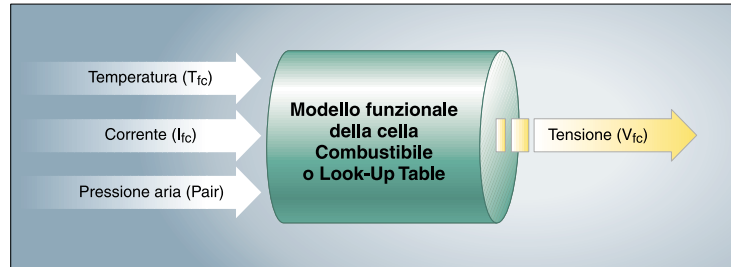 Temperatura (Tfc)
Corrente (Ifc)
Pressione aria (Pair)
Modello funzionale
della cella
Combustibile
o Look-Up Table
Tensione (Vfc)